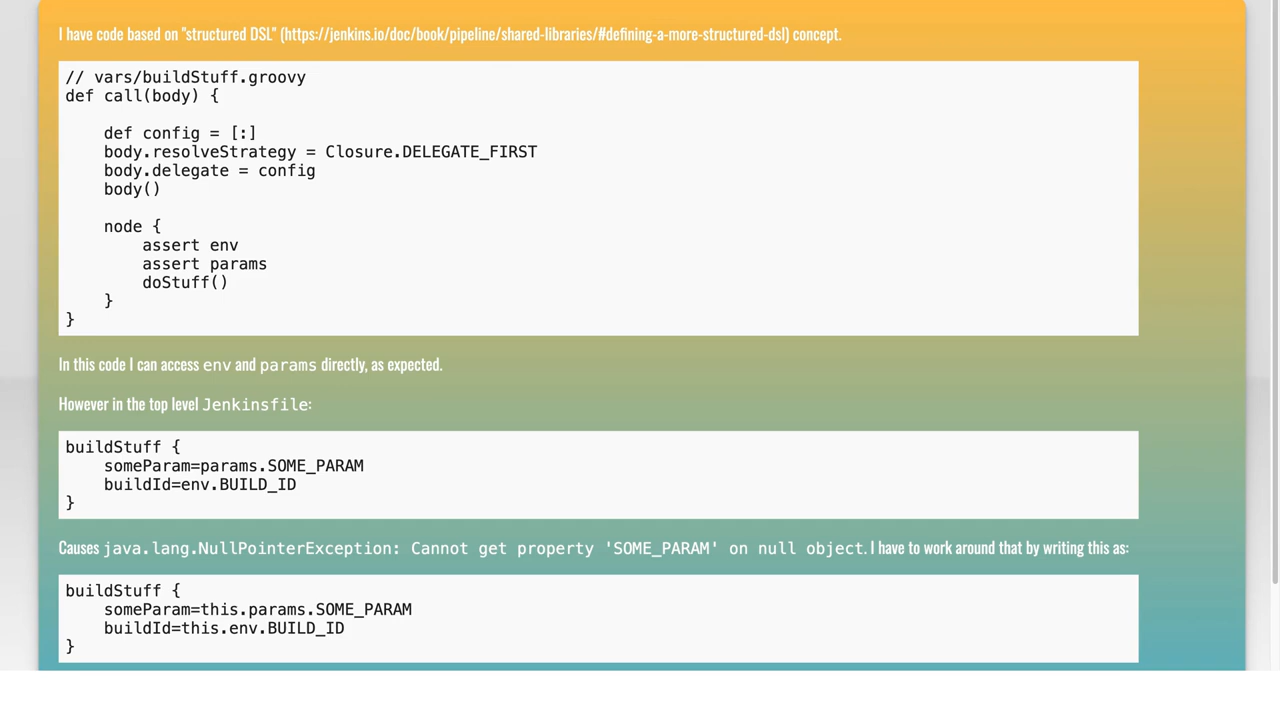 I have code based on "structured DSL" (https://jenkins.io/doc/book/pipeline/shared-libraries/#defining-a-more-structured-dsl) concept.
// vars/buildStuff.groovy
def call(body) {
    def config = [:]
    body.resolveStrategy = Closure.DELEGATE_FIRST
    body.delegate = config
    body()
    node {
        assert env
        assert params
        doStuff()
    }
}
In this code I can access env and params directly, as expected.
However in the top level Jenkinsfile:
buildStuff {
    someParam=params.SOME_PARAM
    buildId=env.BUILD_ID
}
Causes java.lang.NullPointerException: Cannot get property 'SOME_PARAM' on null object. I have to work around that by writing this as:
buildStuff {
    someParam=this.params.SOME_PARAM
    buildId=this.env.BUILD_ID
}